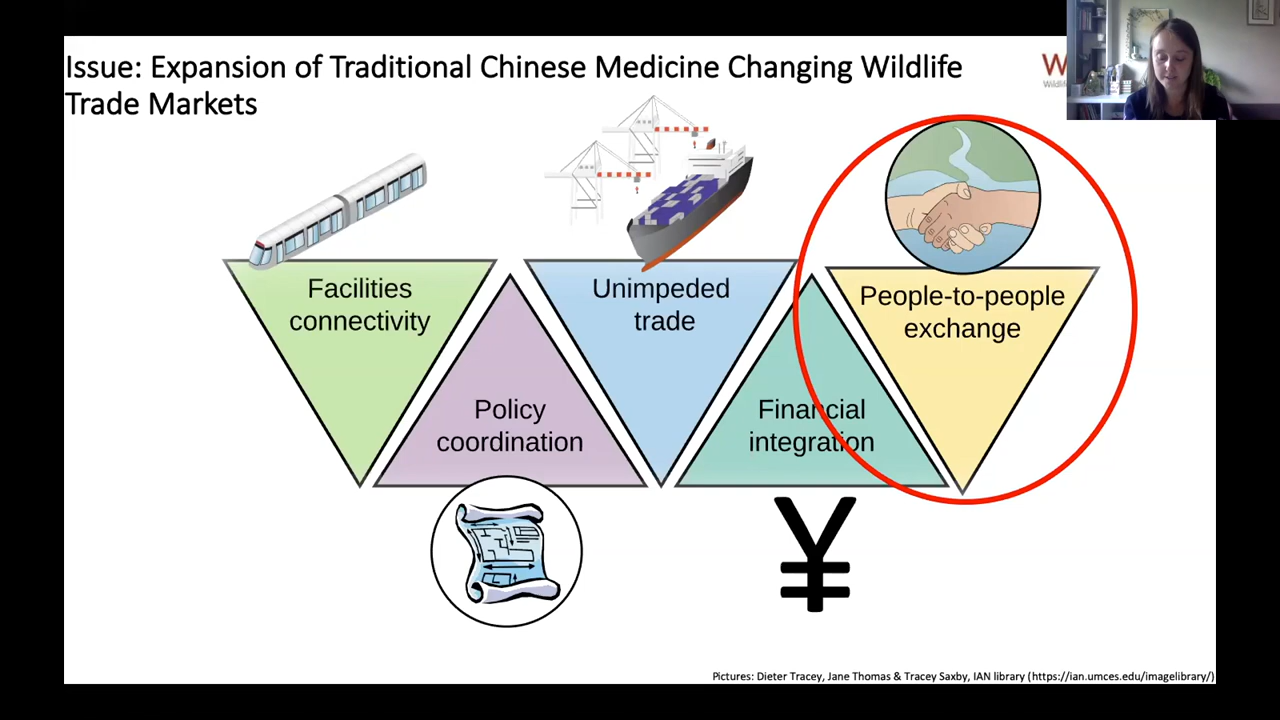 Issue: Expansion of Traditional Chinese Medicine Changing Wildlife
Trade Markets
Facilities
connectivity
Policy
coordination
Unimpeded
trade
Financial
integration
People-to-people
exchange
¥
Pictures: Dieter Tracey, Jane Thomas & Tracey Saxby, IAN library (https://ian.umces.edu/imagelibrary/)